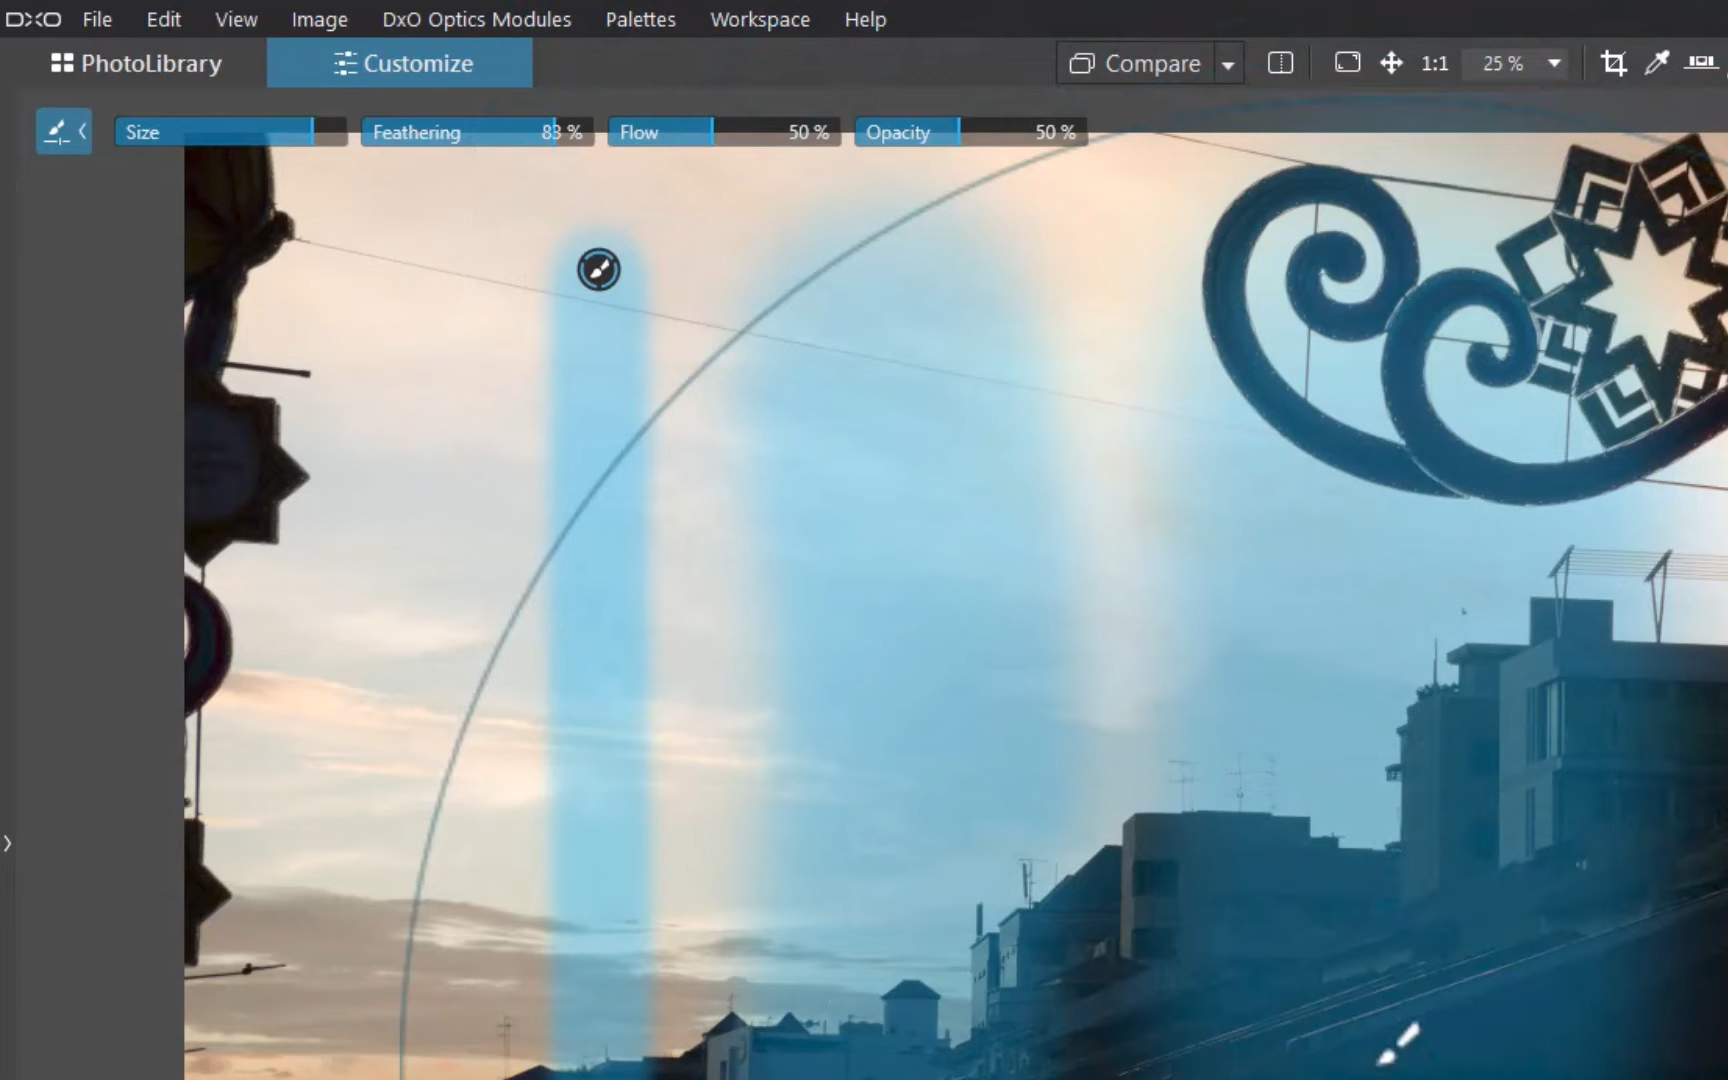 DXO File Edit View Image DxO Optics Modules Palettes Workspace Help
PhotoLibrary Customize Compare 1:1 25 %
Size Feathering 83 % Flow 50 % Opacity 50 %